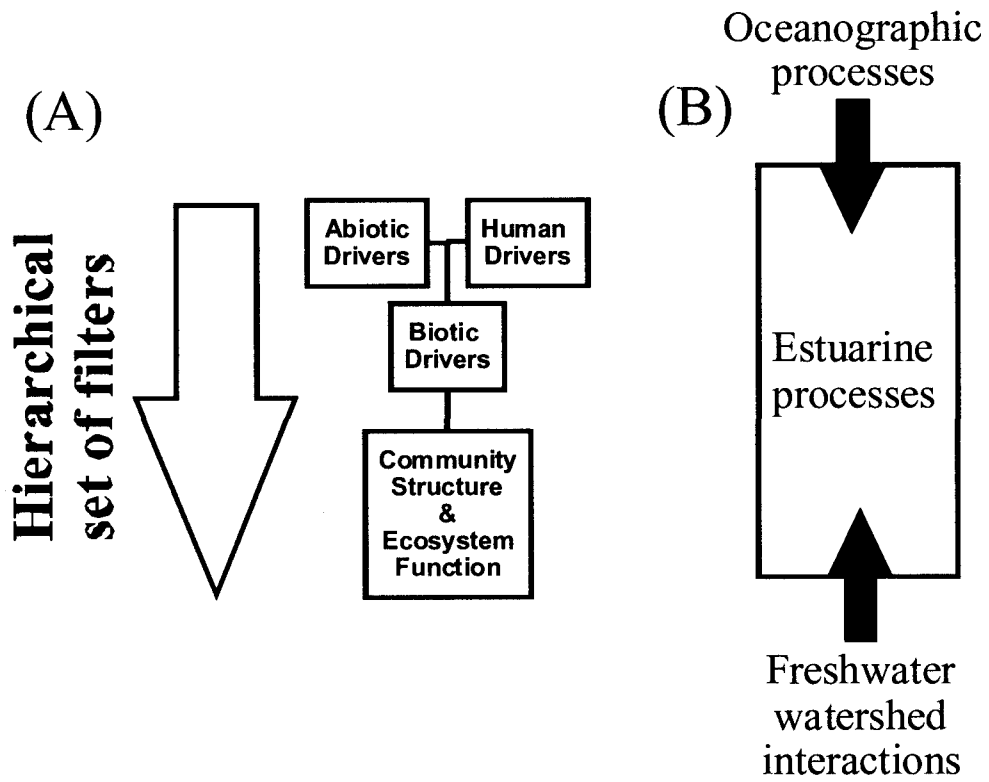 (A)
Hierarchical
set of filters
Abiotic
Drivers
Human
Drivers
Biotic
Drivers
Community
Structure
&
Ecosystem
Function
(B)
Oceanographic
processes
Estuarine
processes
Freshwater
watershed
interactions